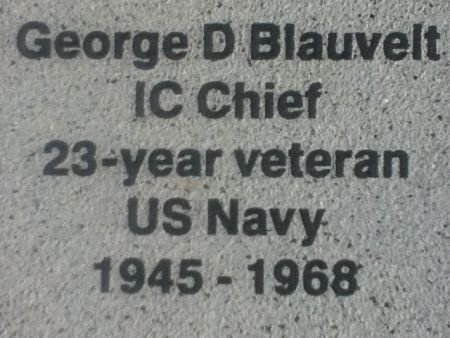 George D Blauvelt
IC Chief
23-year veteran
US Navy
1945 - 1968